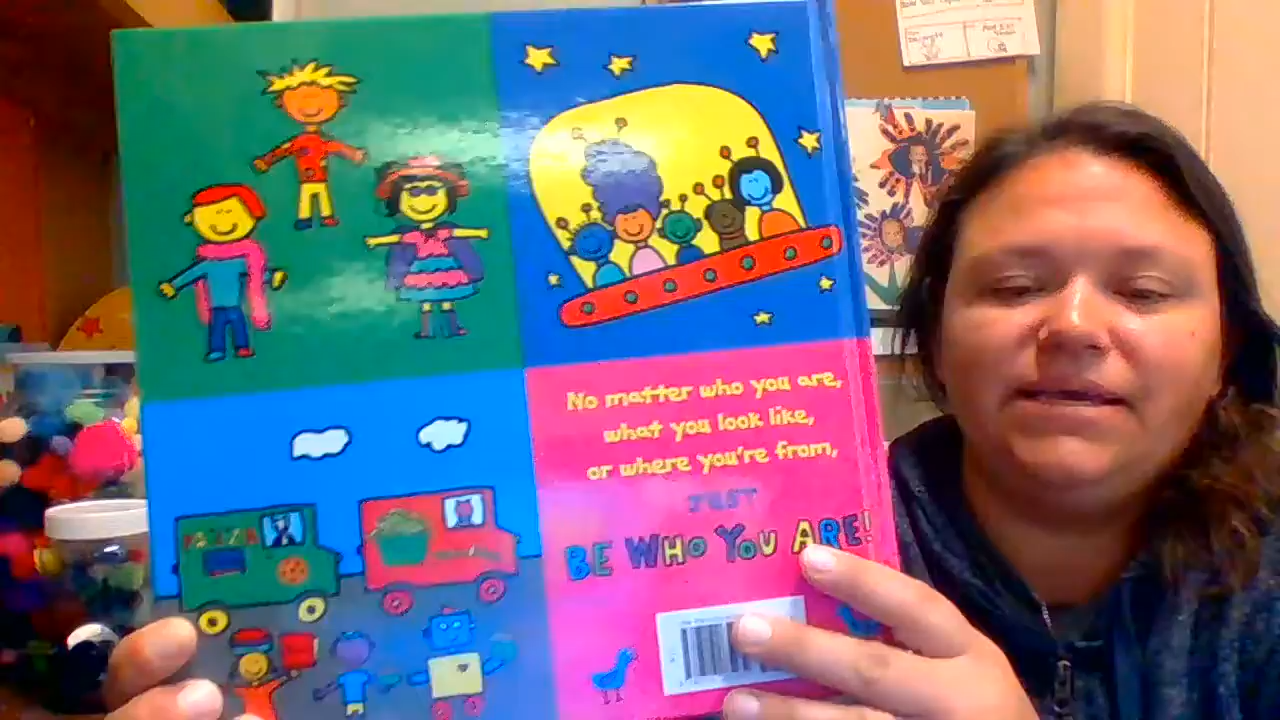 No matter who you are,
what you look like,
or where you're from,
JUST
BE WHO YOU ARE!
PIZZA